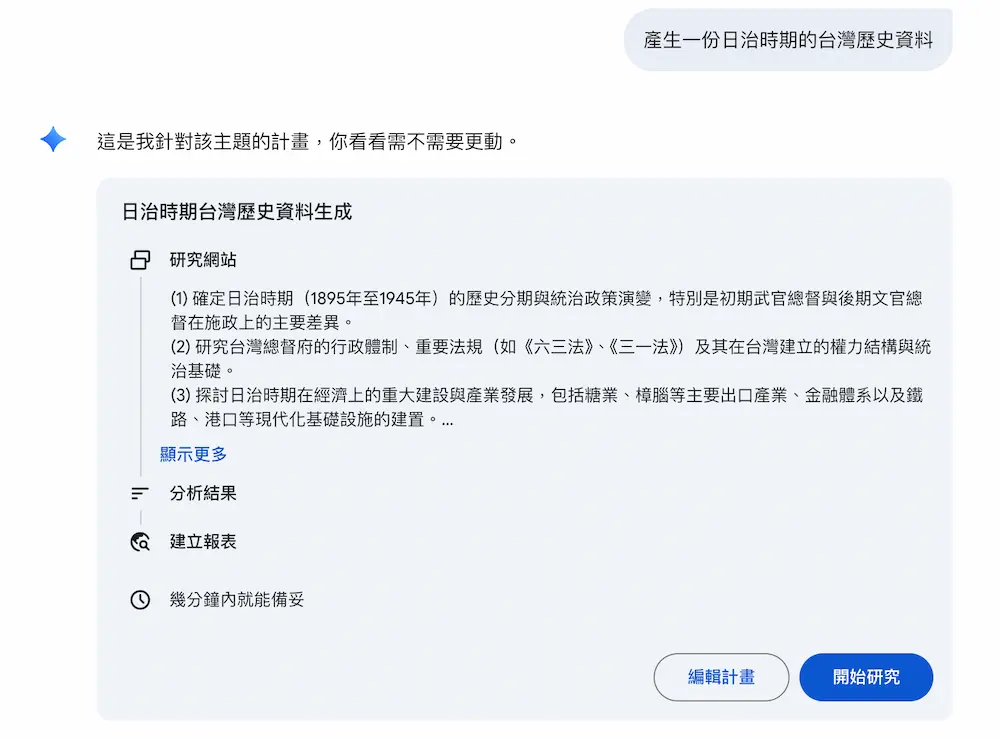 產生一份日治時期的台灣歷史資料
這是我針對該主題的計畫，你看看需不需要更動。
日治時期台灣歷史資料生成
研究網站
(1) 確定日治時期（1895年至1945年）的歷史分期與統治政策演變，特別是初期武官總督與後期文官總
督在施政上的主要差異。
(2) 研究台灣總督府的行政體制、重要法規（如《六三法》、《三一法》）及其在台灣建立的權力結構與統
治基礎。
(3) 探討日治時期在經濟上的重大建設與產業發展，包括糖業、樟腦等主要出口產業、金融體系以及鐵
路、港口等現代化基礎設施的建置。...
顯示更多
分析結果
建立報表
幾分鐘內就能備妥
編輯計畫
開始研究